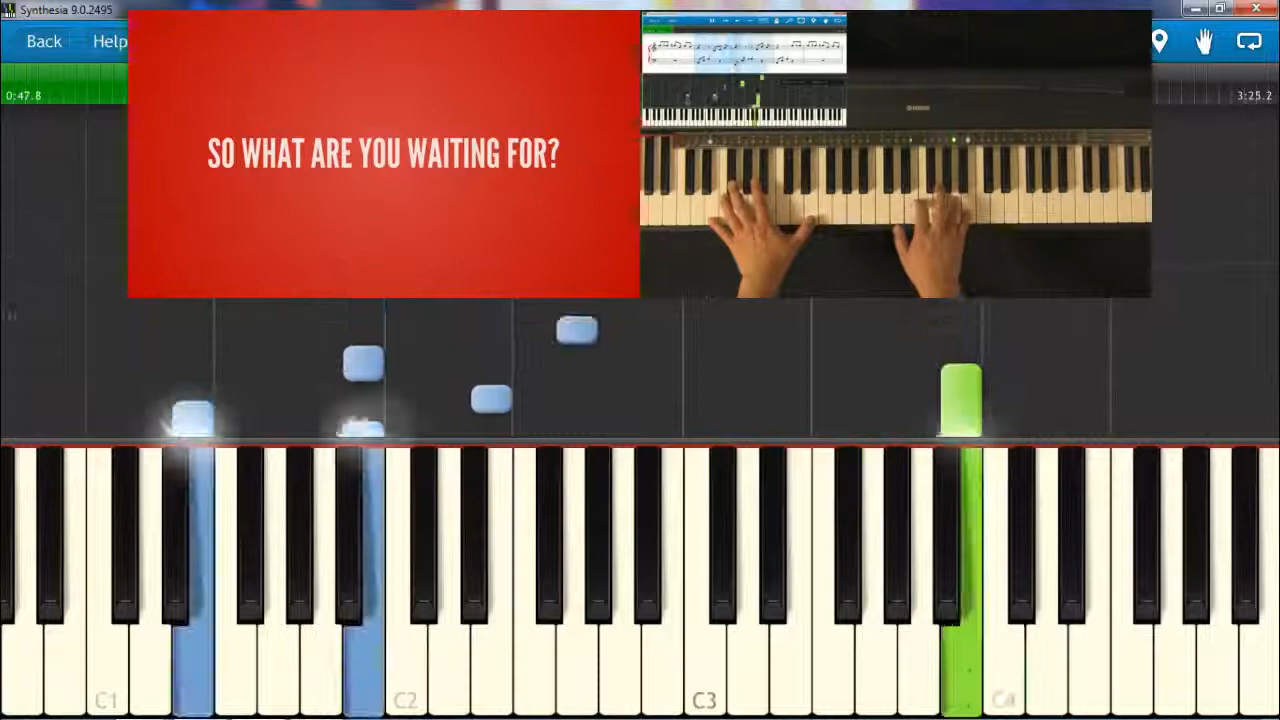 Synthesia 9.0.2495
Back
Help
0:47.8
3:25.2
SO WHAT ARE YOU WAITING FOR?
C1
C2
C3
C4